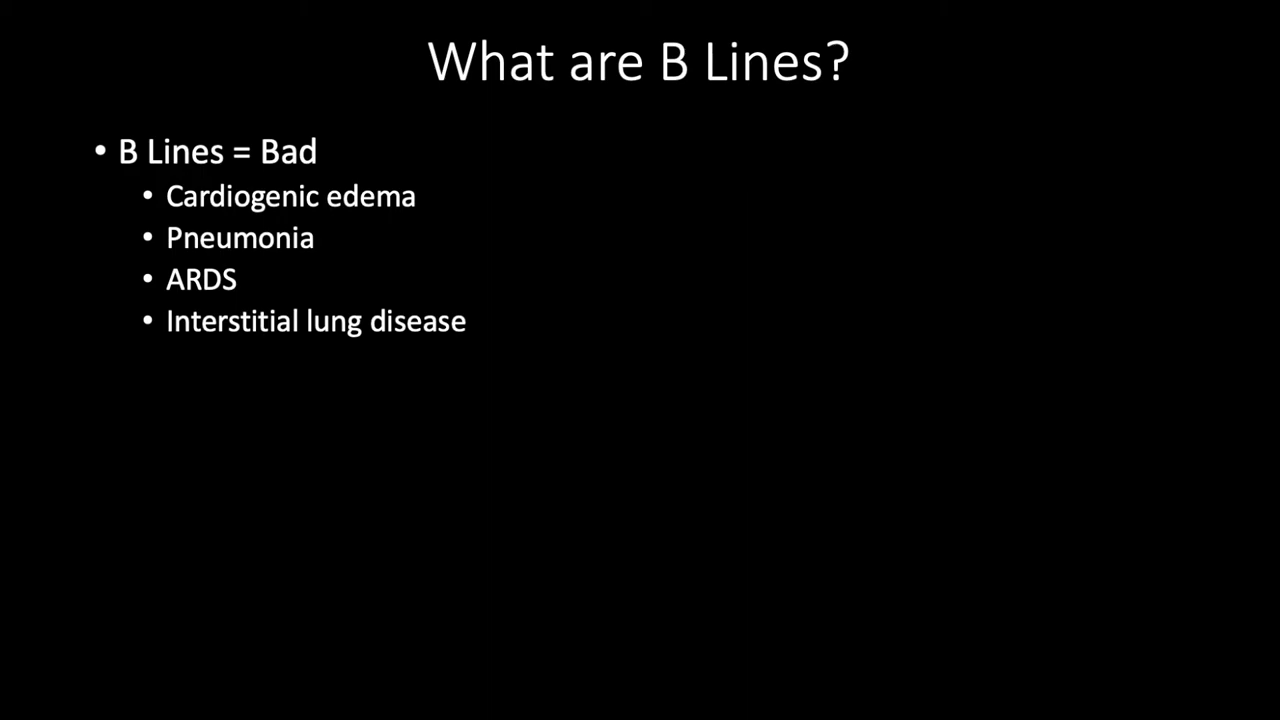 What are B Lines?
• B Lines = Bad
• Cardiogenic edema
• Pneumonia
• ARDS
• Interstitial lung disease